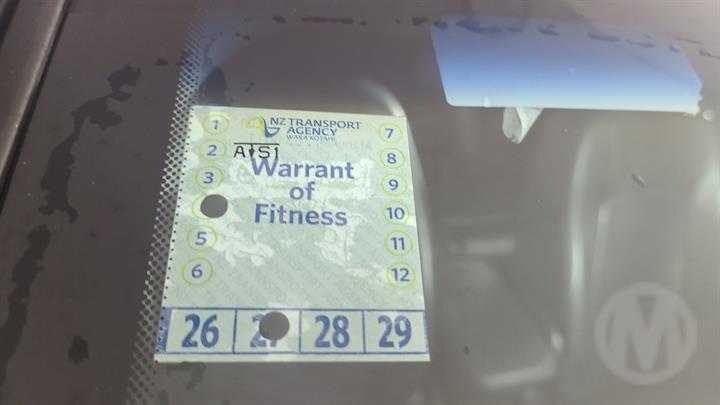 NZ TRANSPORT
AGENCY
WAKA KOTAHI
Warrant
of
Fitness
1
2
3
5
6
7
8
9
10
11
12
26 27 28 29
M